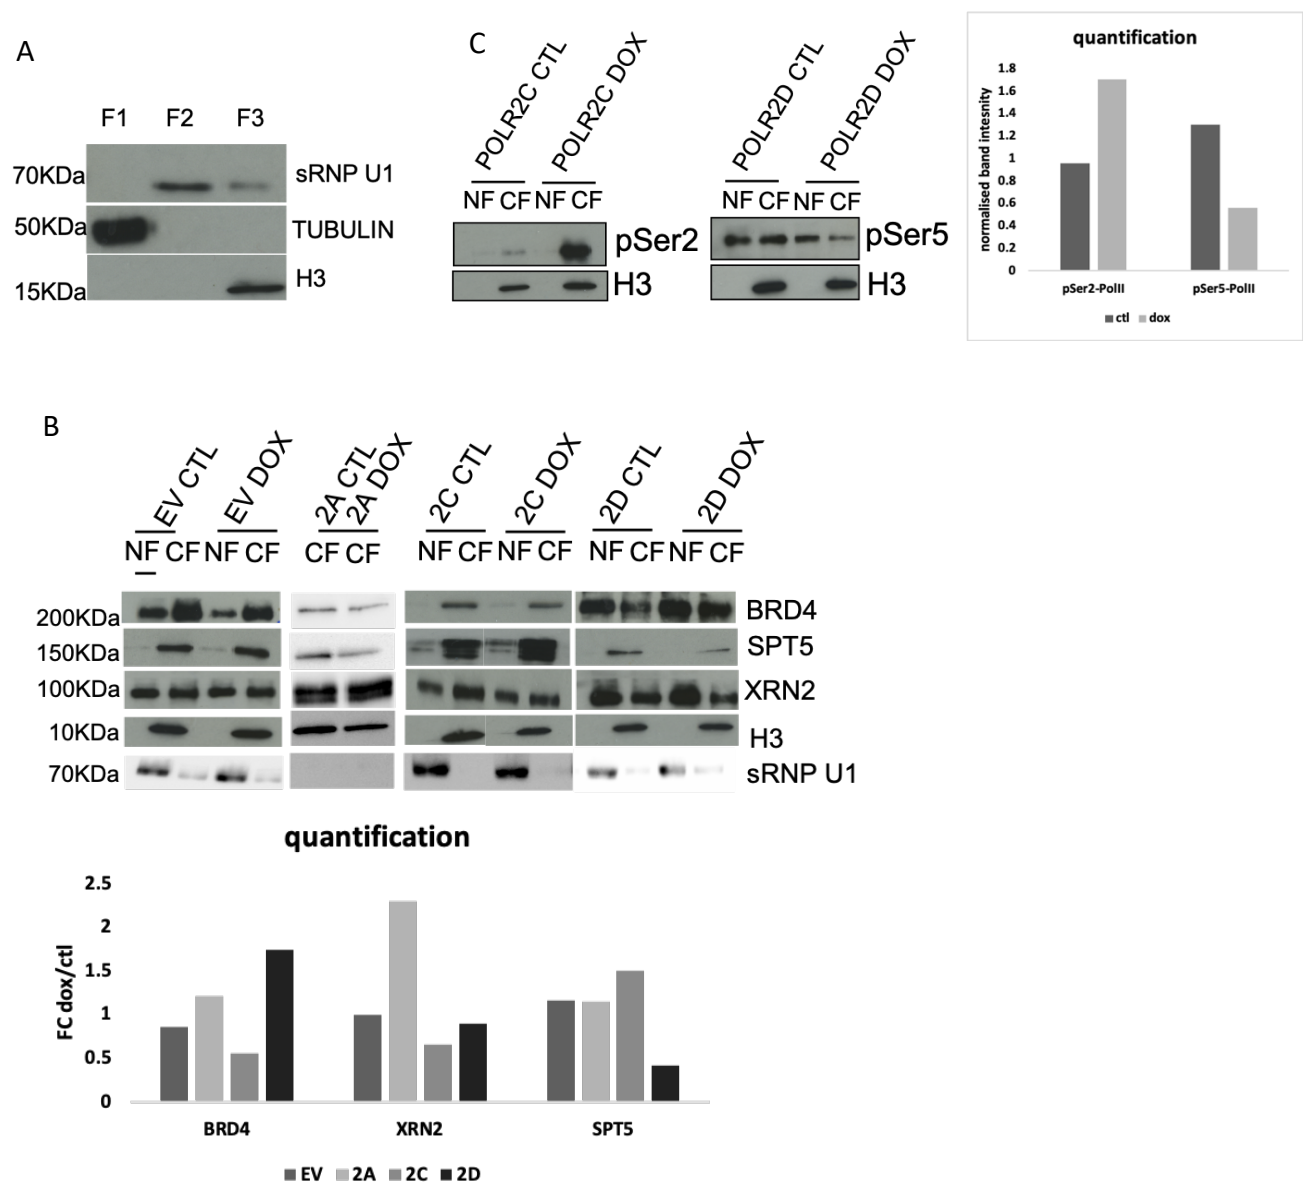 A
F1 F2 F3
70KDa sRNP U1
50KDa TUBULIN
15KDa H3
C
POLR2C CTL POLR2C DOX POLR2D CTL POLR2D DOX
NF CF NF CF NF CF NF CF
pSer2 pSer5
H3 H3
quantification
normalised band intesnity
1.8
1.6
1.4
1.2
1
0.8
0.6
0.4
0.2
0
pSer2-PolII pSer5-PolII
ctl dox
B
EV CTL EV DOX 2A CTL 2A DOX 2C CTL 2C DOX 2D CTL 2D DOX
NF CF NF CF CF CF NF CF NF CF NF CF NF CF
200KDa BRD4
150KDa SPT5
100KDa XRN2
10KDa H3
70KDa sRNP U1
quantification
FC dox/ctl
2.5
2
1.5
1
0.5
0
BRD4 XRN2 SPT5
EV 2A 2C 2D